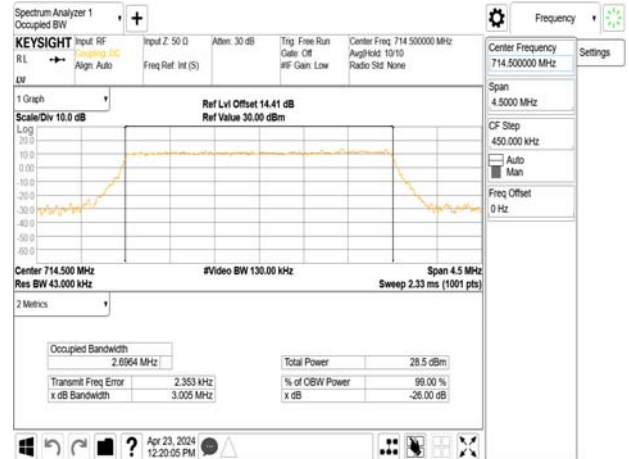 Spectrum Analyzer 1
Occupied BW
Frequency
KEYSIGHT Input: RF Input Z: 50 Ω Atten: 30 dB Trig: Free Run Center Freq: 714.500000 MHz
Coupling: DC Gate: Off Avg|Hold: 10/10
RL Align: Auto Freq Ref: Int (S) #IF Gain: Low Radio Std: None
Center Frequency
714.500000 MHz
Settings
Span
4.5000 MHz
CF Step
450.000 kHz
Auto
Man
Freq Offset
0 Hz
1 Graph
Ref Lvl Offset 14.41 dB
Scale/Div 10.0 dB Ref Value 30.00 dBm
Log
20.0
10.0
0.00
-10.0
-20.0
-30.0
-40.0
-50.0
-60.0
Center 714.500 MHz #Video BW 130.00 kHz Span 4.5 MHz
Res BW 43.000 kHz Sweep 2.33 ms (1001 pts)
2 Metrics
Occupied Bandwidth
2.6964 MHz Total Power 28.5 dBm
Transmit Freq Error 2.353 kHz % of OBW Power 99.00 %
x dB Bandwidth 3.005 MHz x dB -26.00 dB
? Apr 23, 2024
12:20:05 PM